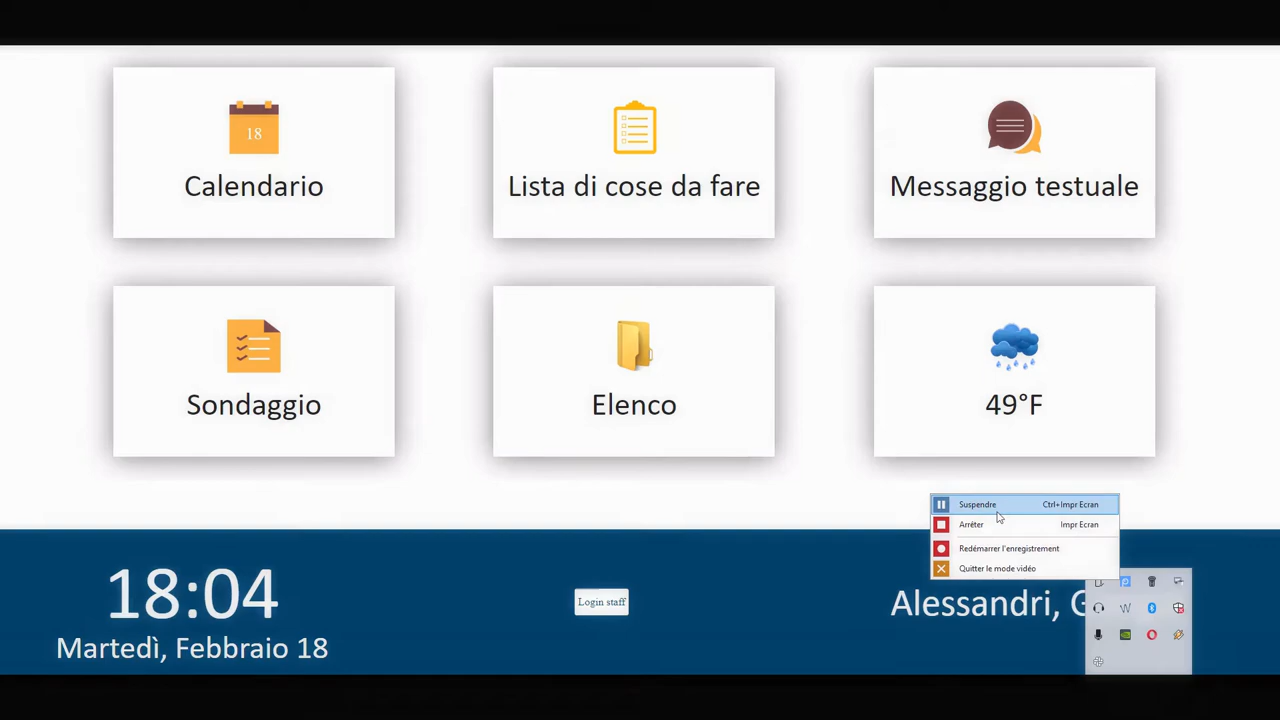 18
Calendario
Lista di cose da fare
Messaggio testuale
Sondaggio
Elenco
49°F
Suspendre Ctrl+Impr Ecran
Arrêter Impr Ecran
Redémarrer l'enregistrement
Quitter le mode vidéo
18:04
Martedì, Febbraio 18
Login staff
Alessandri,